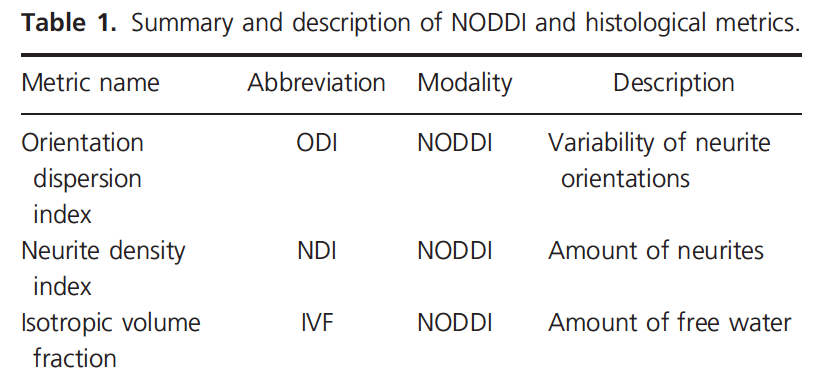 Table 1. Summary and description of NODDI and histological metrics.
Metric name Abbreviation Modality Description
Orientation ODI NODDI Variability of neurite
dispersion orientations
index
Neurite density NDI NODDI Amount of neurites
index
Isotropic volume IVF NODDI Amount of free water
fraction